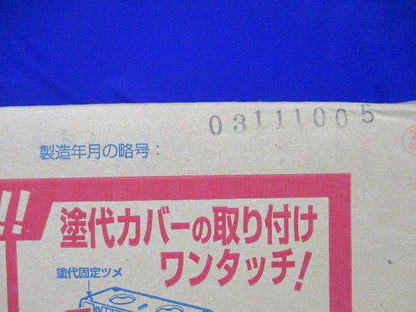 03111005
製造年月の略号：
!!
塗代カバーの取り付け
ワンタッチ!
塗代固定ツメ